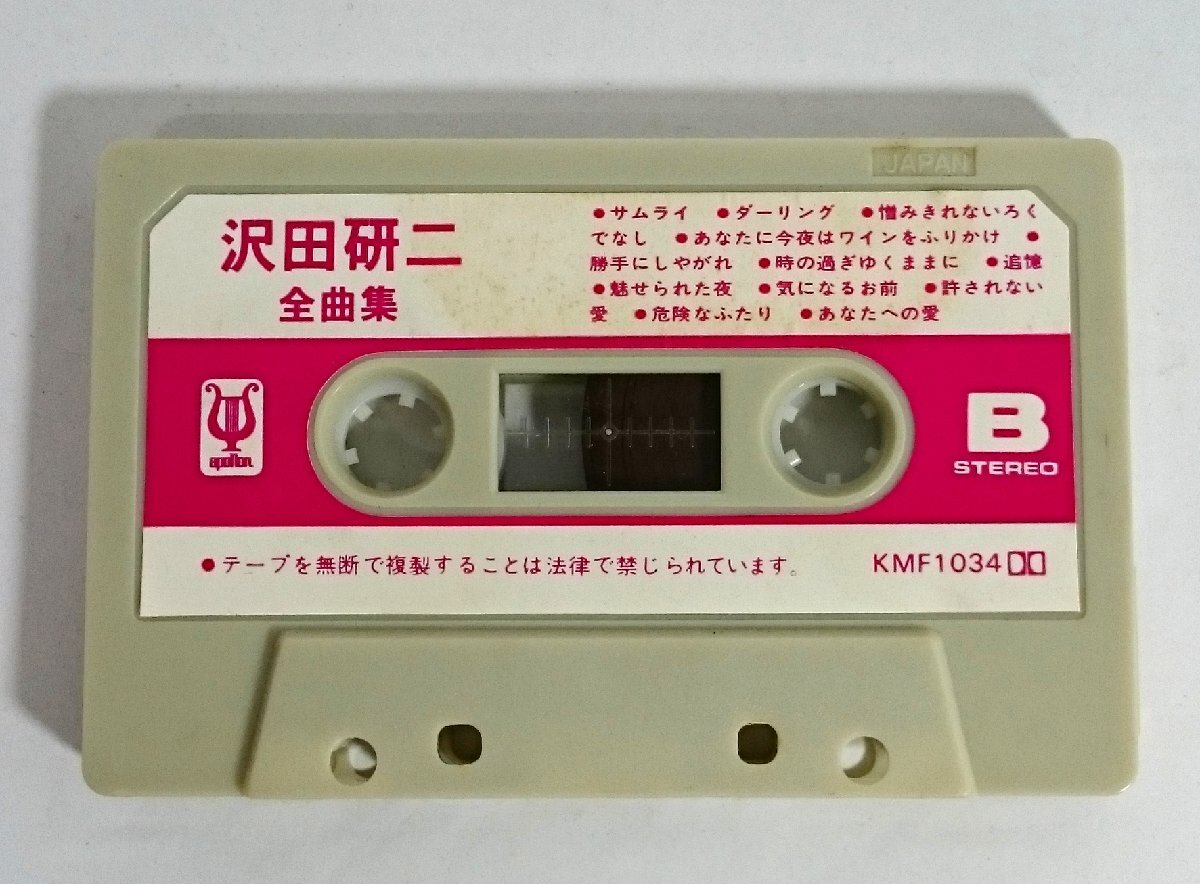 JAPAN
沢田研二
全曲集
●サムライ ●ダーリング ●憎みきれないろく
でなし ●あなたに今夜はワインをふりかけ ●
勝手にしやがれ ●時の過ぎゆくままに ●追憶
●魅せられた夜 ●気になるお前 ●許されない
愛 ●危険なふたり ●あなたへの愛
apollon
B
STEREO
●テープを無断で複製することは法律で禁じられています。
KMF1034